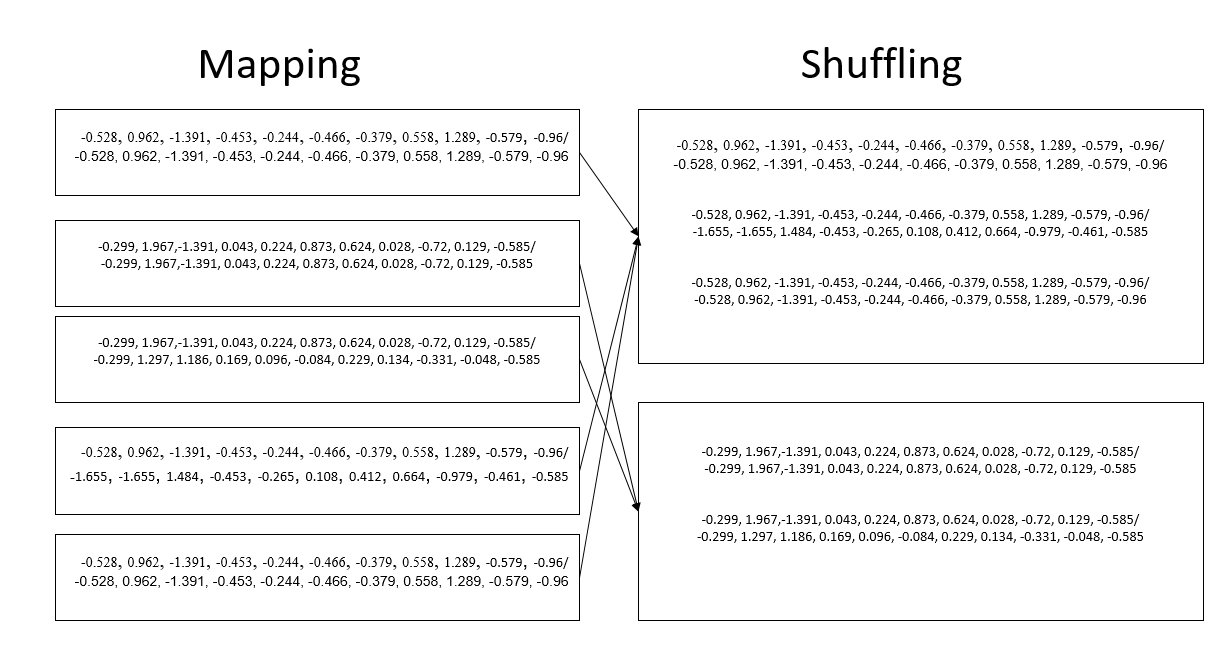 Mapping
-0.528, 0.962, -1.391, -0.453, -0.244, -0.466, -0.379, 0.558, 1.289, -0.579, -0.96/
-0.528, 0.962, -1.391, -0.453, -0.244, -0.466, -0.379, 0.558, 1.289, -0.579, -0.96
-0.299, 1.967,-1.391, 0.043, 0.224, 0.873, 0.624, 0.028, -0.72, 0.129, -0.585/
-0.299, 1.967,-1.391, 0.043, 0.224, 0.873, 0.624, 0.028, -0.72, 0.129, -0.585
-0.299, 1.967,-1.391, 0.043, 0.224, 0.873, 0.624, 0.028, -0.72, 0.129, -0.585/
-0.299, 1.297, 1.186, 0.169, 0.096, -0.084, 0.229, 0.134, -0.331, -0.048, -0.585
-0.528, 0.962, -1.391, -0.453, -0.244, -0.466, -0.379, 0.558, 1.289, -0.579, -0.96/
-1.655, -1.655, 1.484, -0.453, -0.265, 0.108, 0.412, 0.664, -0.979, -0.461, -0.585
-0.528, 0.962, -1.391, -0.453, -0.244, -0.466, -0.379, 0.558, 1.289, -0.579, -0.96/
-0.528, 0.962, -1.391, -0.453, -0.244, -0.466, -0.379, 0.558, 1.289, -0.579, -0.96
Shuffling
-0.528, 0.962, -1.391, -0.453, -0.244, -0.466, -0.379, 0.558, 1.289, -0.579, -0.96/
-0.528, 0.962, -1.391, -0.453, -0.244, -0.466, -0.379, 0.558, 1.289, -0.579, -0.96
-0.528, 0.962, -1.391, -0.453, -0.244, -0.466, -0.379, 0.558, 1.289, -0.579, -0.96/
-1.655, -1.655, 1.484, -0.453, -0.265, 0.108, 0.412, 0.664, -0.979, -0.461, -0.585
-0.528, 0.962, -1.391, -0.453, -0.244, -0.466, -0.379, 0.558, 1.289, -0.579, -0.96/
-0.528, 0.962, -1.391, -0.453, -0.244, -0.466, -0.379, 0.558, 1.289, -0.579, -0.96
-0.299, 1.967,-1.391, 0.043, 0.224, 0.873, 0.624, 0.028, -0.72, 0.129, -0.585/
-0.299, 1.967,-1.391, 0.043, 0.224, 0.873, 0.624, 0.028, -0.72, 0.129, -0.585
-0.299, 1.967,-1.391, 0.043, 0.224, 0.873, 0.624, 0.028, -0.72, 0.129, -0.585/
-0.299, 1.297, 1.186, 0.169, 0.096, -0.084, 0.229, 0.134, -0.331, -0.048, -0.585